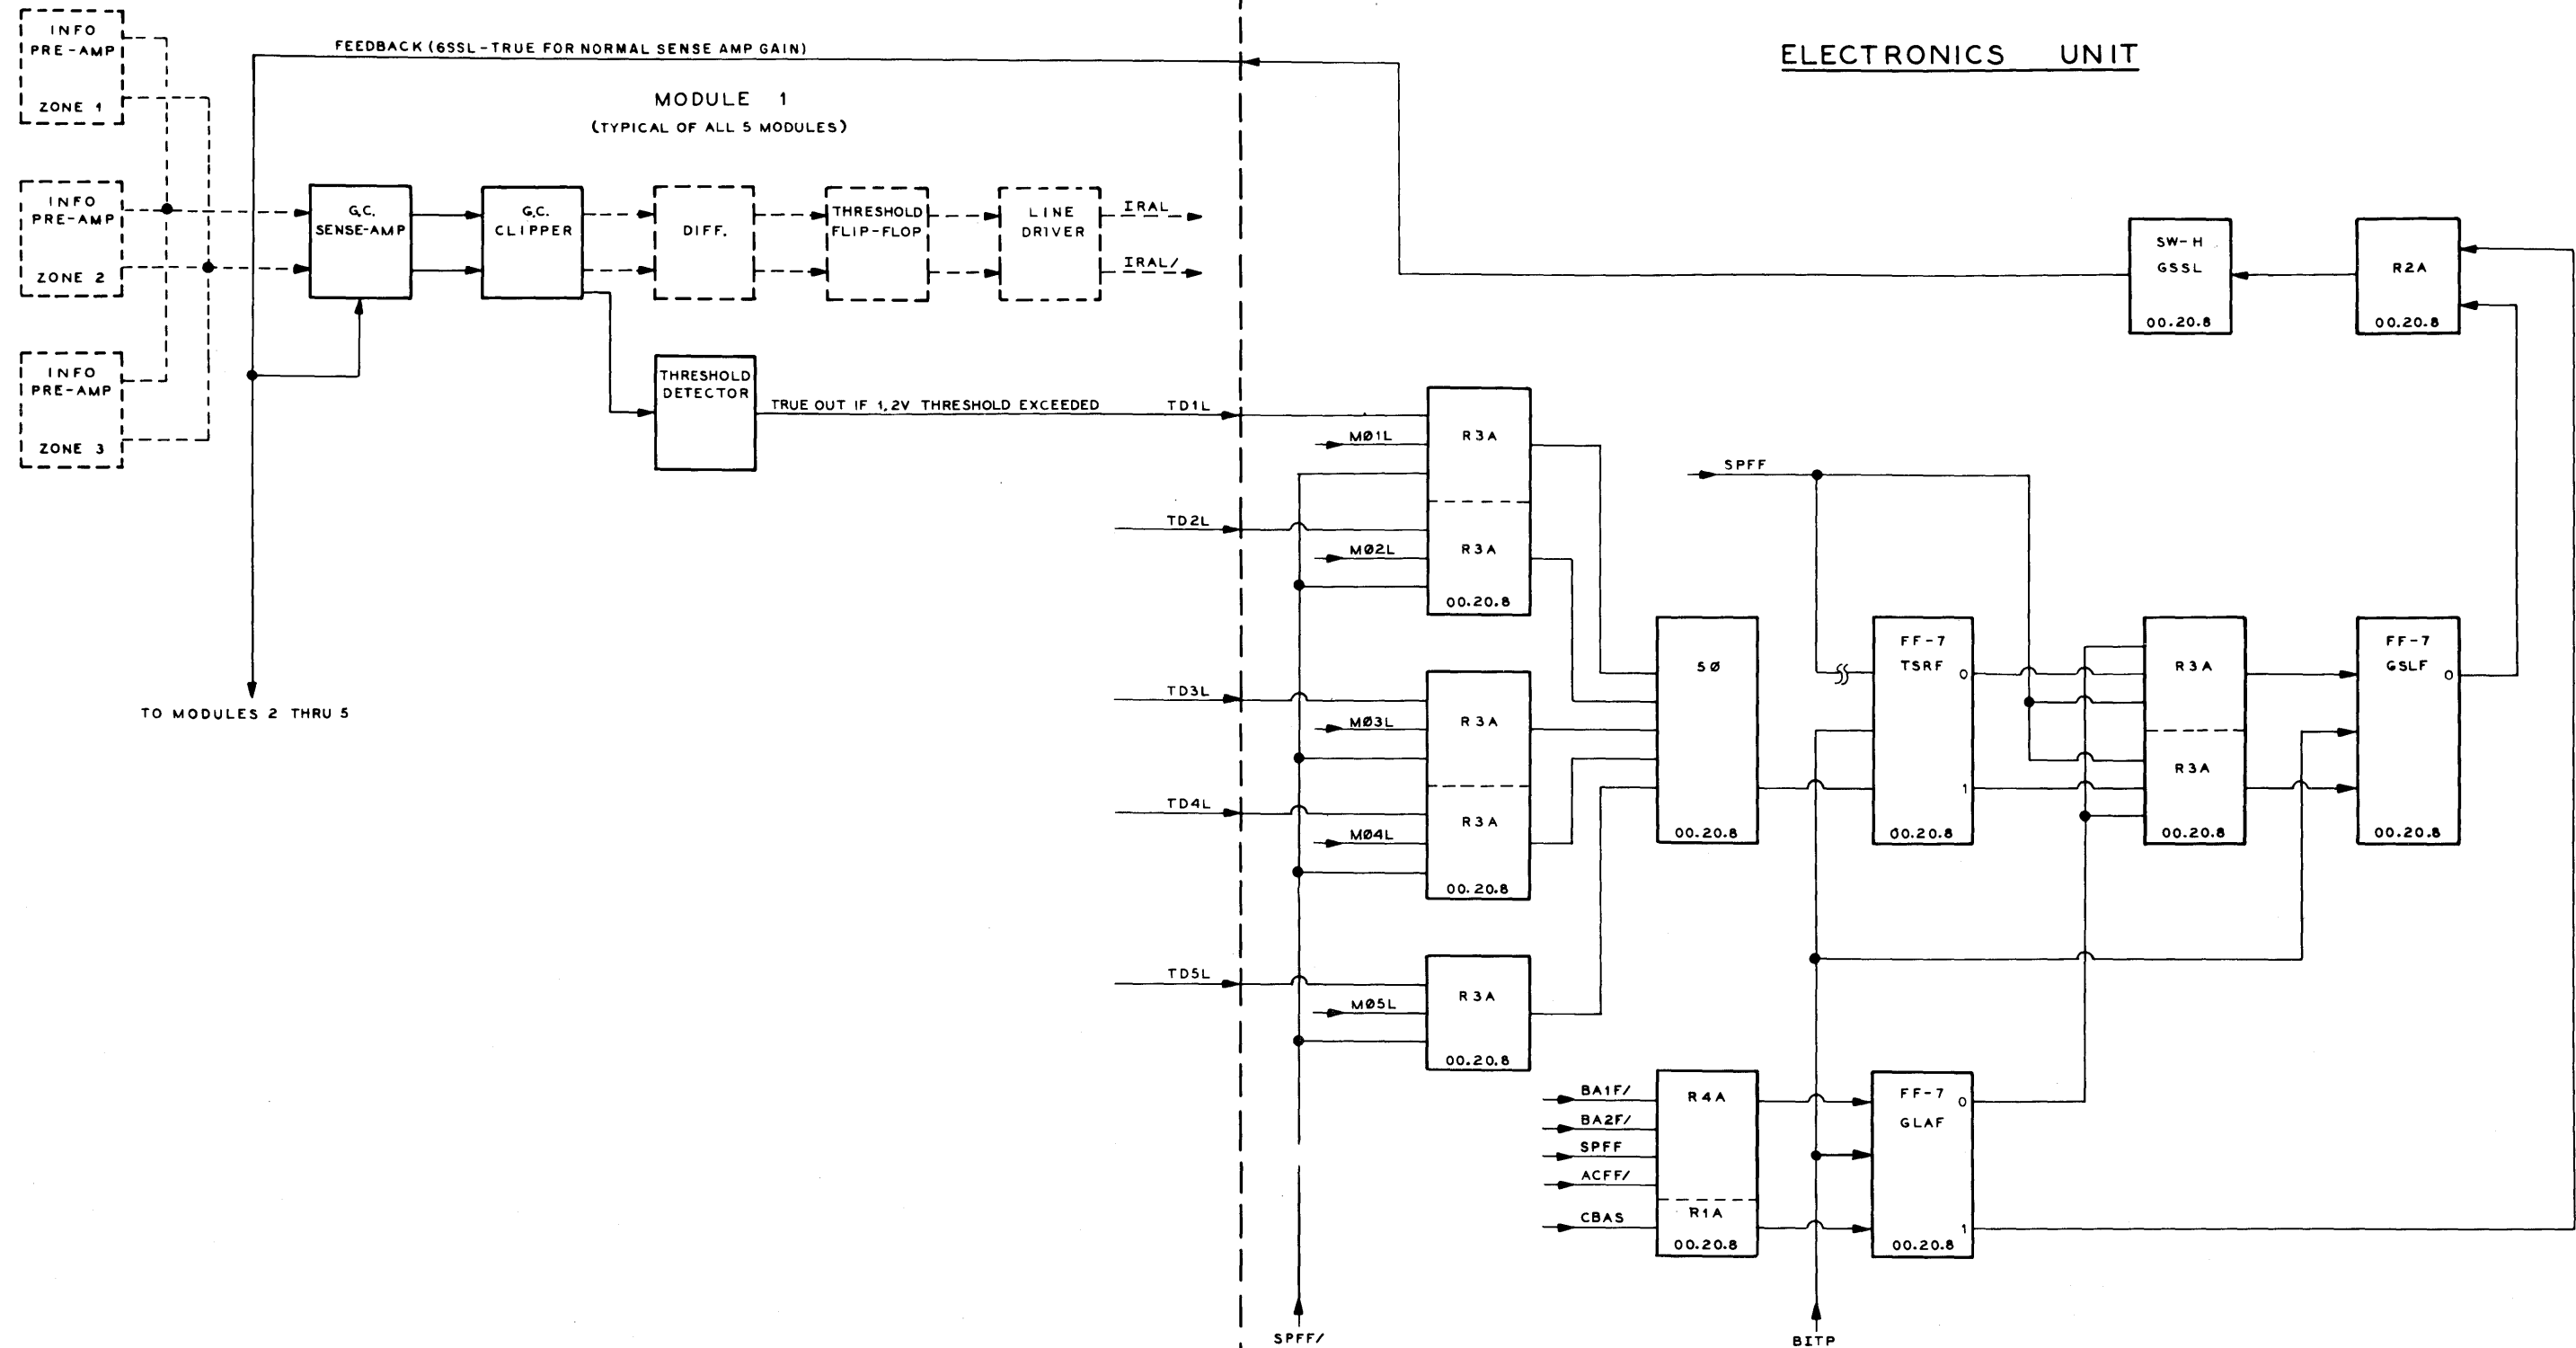 ELECTRONICS UNIT
FEEDBACK (6SSL-TRUE FOR NORMAL SENSE AMP GAIN)
MODULE 1
(TYPICAL OF ALL 5 MODULES)
INFO
PRE-AMP
ZONE 1
INFO
PRE-AMP
ZONE 2
INFO
PRE-AMP
ZONE 3
G.C.
SENSE-AMP
G.C.
CLIPPER
DIFF.
THRESHOLD
FLIP-FLOP
LINE
DRIVER
IRAL
IRAL/
THRESHOLD
DETECTOR
TRUE OUT IF 1,2V THRESHOLD EXCEEDED
TO MODULES 2 THRU 5
SW-H
GSSL
00.20.8
R2A
00.20.8
TD1L
MØ1L
R3A
TD2L
MØ2L
R3A
00.20.8
TD3L
MØ3L
R3A
TD4L
MØ4L
R3A
00.20.8
TD5L
MØ5L
R3A
00.20.8
SPFF
5Ø
00.20.8
FF-7
TSRF
0
1
00.20.8
R3A
R3A
00.20.8
FF-7
GSLF
0
00.20.8
BA1F/
BA2F/
SPFF
ACFF/
CBAS
R4A
R1A
00.20.8
FF-7
GLAF
0
1
00.20.8
SPFF/
BITP